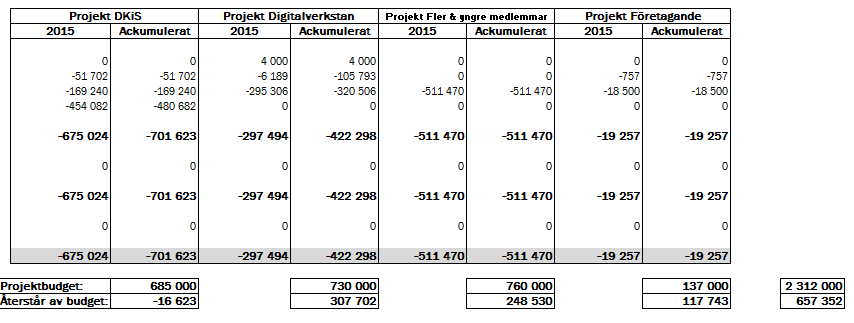 Projekt DKiS Projekt Digitalverkstan Projekt Fler & yngre medlemmar Projekt Företagande
2015 Ackumulerat 2015 Ackumulerat 2015 Ackumulerat 2015 Ackumulerat
0 0 4 000 4 000 0 0 0 0
-51 702 -51 702 -6 189 -105 793 0 0 -757 -757
-169 240 -169 240 -295 306 -320 506 -511 470 -511 470 -18 500 -18 500
-454 082 -480 682 0 0 0 0 0 0
-675 024 -701 623 -297 494 -422 298 -511 470 -511 470 -19 257 -19 257
0 0 0 0 0 0 0 0
-675 024 -701 623 -297 494 -422 298 -511 470 -511 470 -19 257 -19 257
0 0 0 0 0 0 0 0
-675 024 -701 623 -297 494 -422 298 -511 470 -511 470 -19 257 -19 257
Projektbudget: 685 000 730 000 760 000 137 000 2 312 000
Återstår av budget: -16 623 307 702 248 530 117 743 657 352